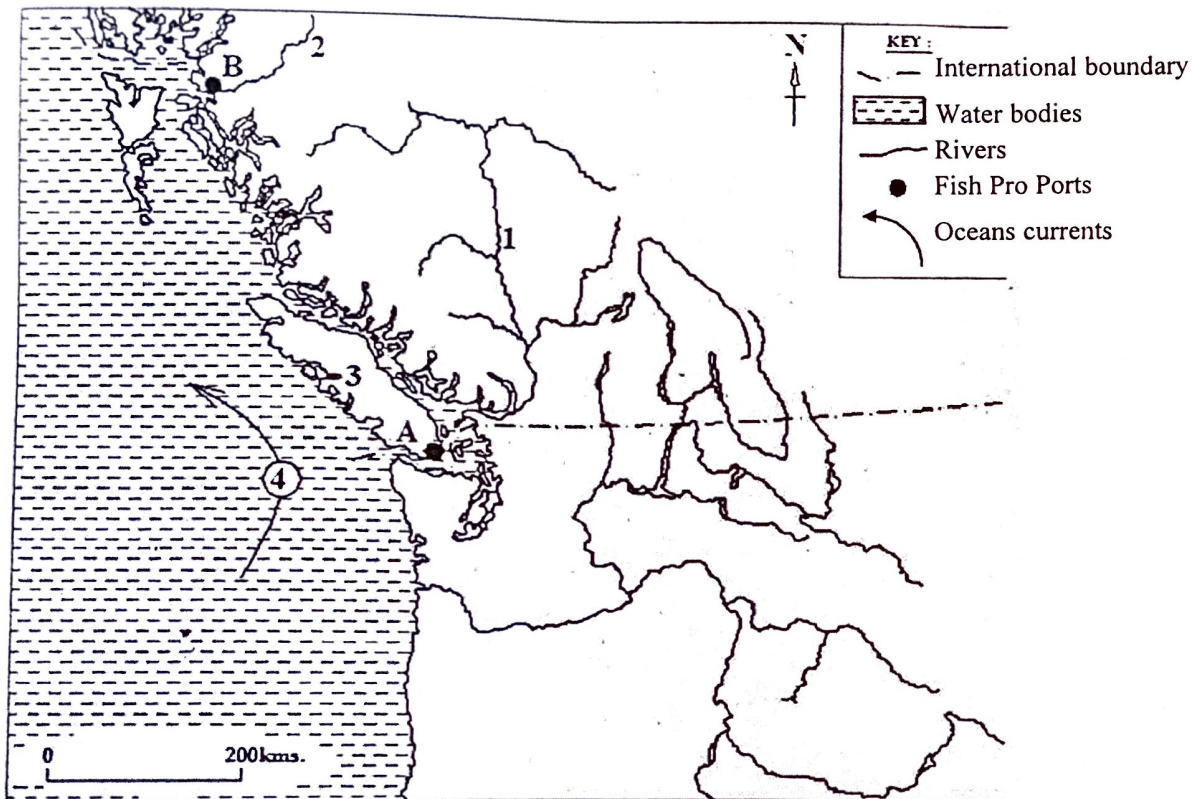 B
2
N
KEY :
International boundary
Water bodies
Rivers
Fish Pro Ports
Oceans currents
1
3
A
4
0 200kms.